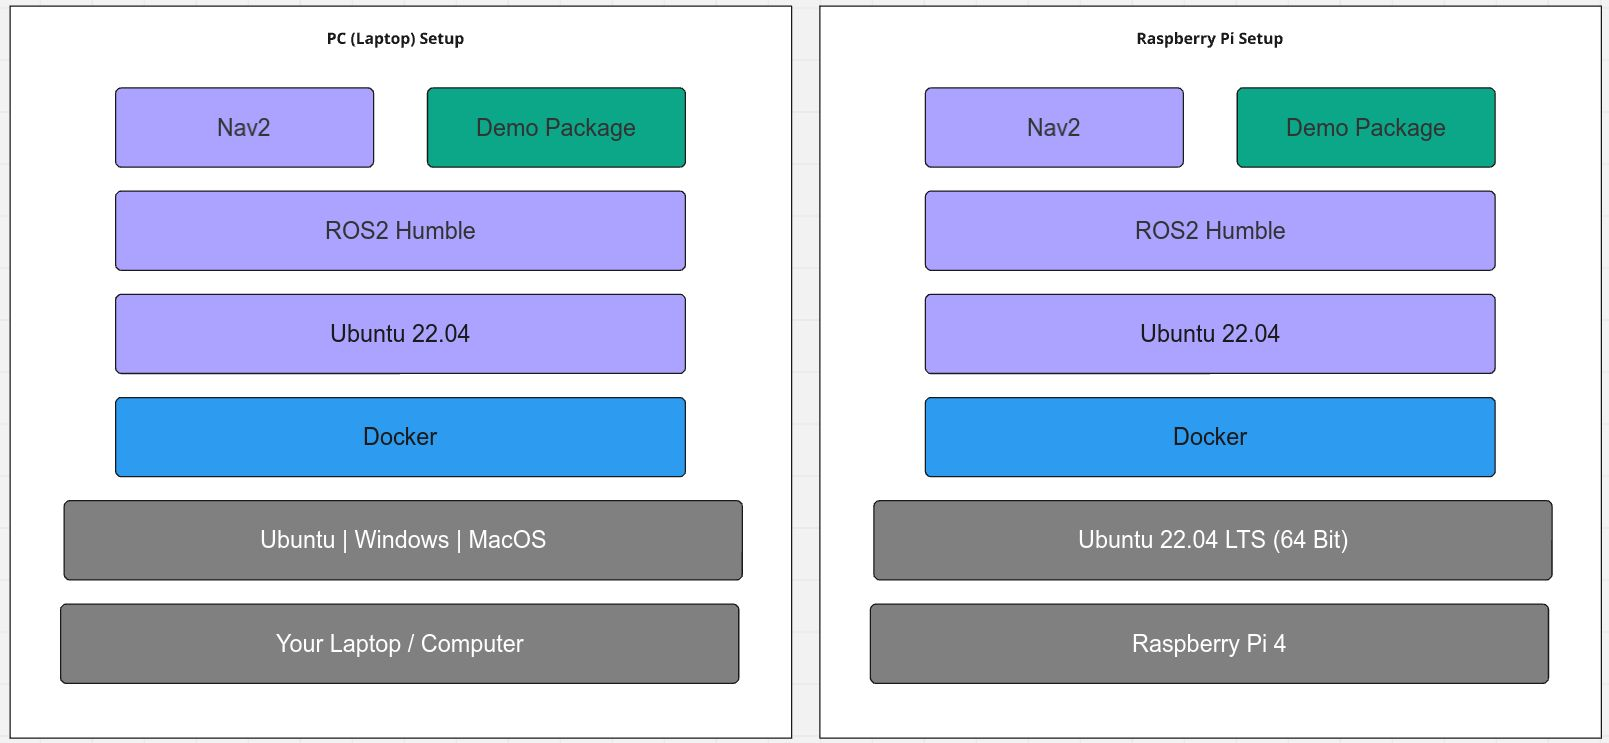 PC (Laptop) Setup
Nav2
Demo Package
ROS2 Humble
Ubuntu 22.04
Docker
Ubuntu | Windows | MacOS
Your Laptop / Computer
Raspberry Pi Setup
Nav2
Demo Package
ROS2 Humble
Ubuntu 22.04
Docker
Ubuntu 22.04 LTS (64 Bit)
Raspberry Pi 4